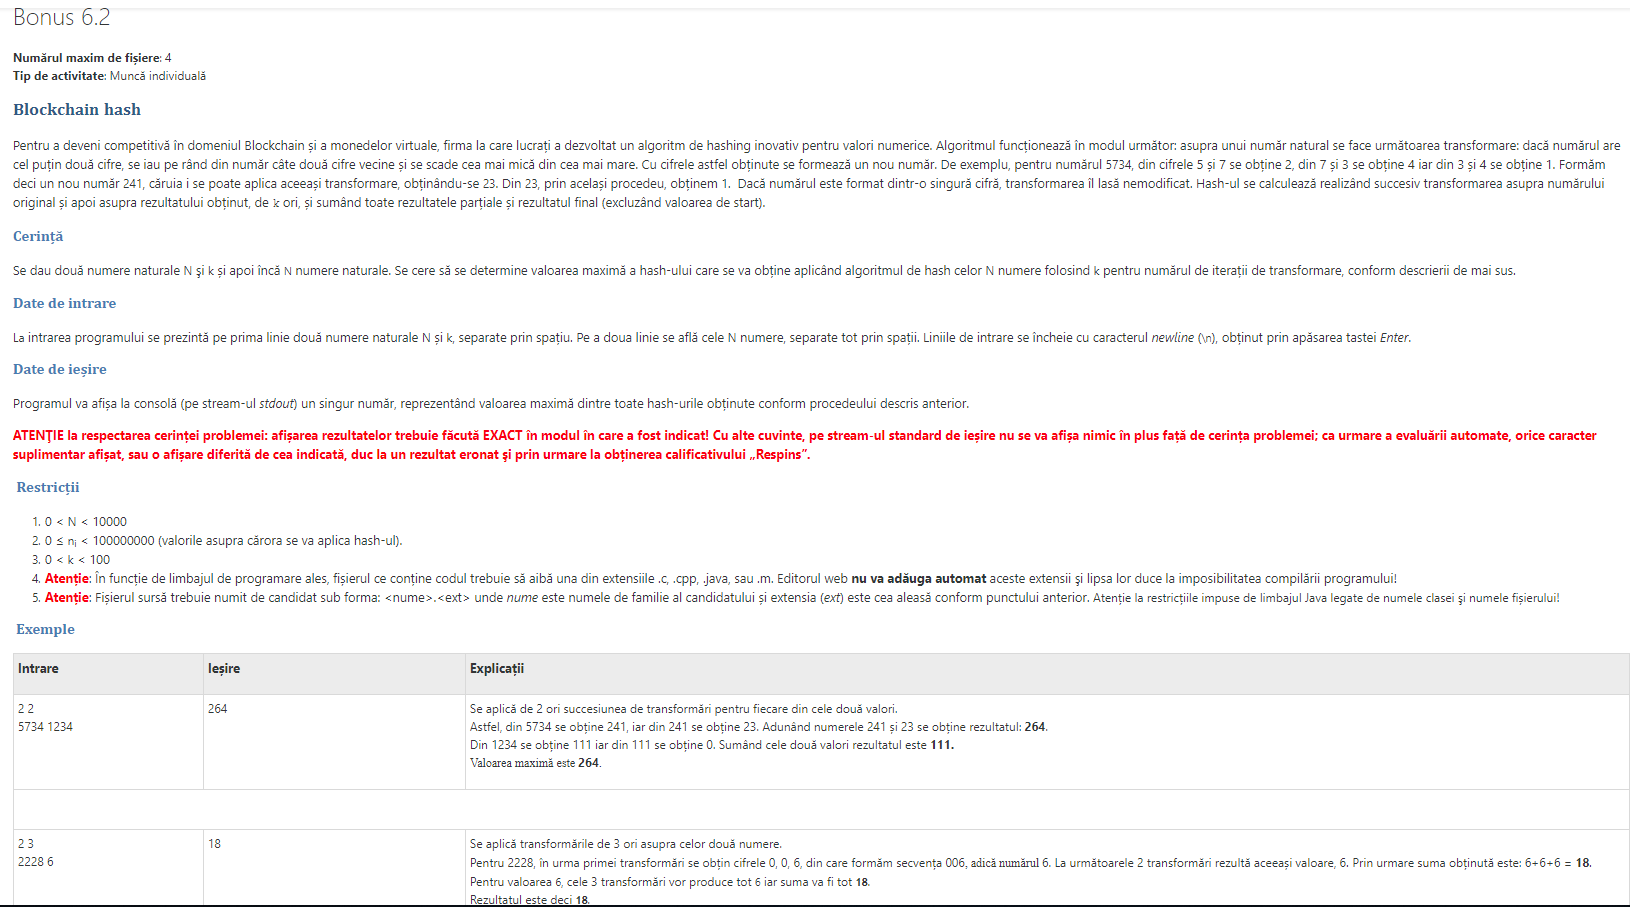 Bonus 6.2
Numărul maxim de fișiere: 4
Tip de activitate: Muncă individuală
Blockchain hash
Pentru a deveni competitivă în domeniul Blockchain și a monedelor virtuale, firma la care lucrați a dezvoltat un algoritm de hashing inovativ pentru valori numerice. Algoritmul funcționează în modul următor: asupra unui număr natural se face următoarea transformare: dacă numărul are
cel puțin două cifre, se iau pe rând din număr câte două cifre vecine și se scade cea mai mică din cea mai mare. Cu cifrele astfel obținute se formează un nou număr. De exemplu, pentru numărul 5734, din cifrele 5 și 7 se obține 2, din 7 și 3 se obține 4 iar din 3 și 4 se obține 1. Formăm
deci un nou număr 241, căruia i se poate aplica aceeași transformare, obținându-se 23. Din 23, prin același procedeu, obținem 1. Dacă numărul este format dintr-o singură cifră, transformarea îl lasă nemodificat. Hash-ul se calculează realizând succesiv transformarea asupra numărului
original și apoi asupra rezultatului obținut, de k ori, și sumând toate rezultatele parțiale și rezultatul final (excluzând valoarea de start).
Cerință
Se dau două numere naturale N şi k și apoi încă N numere naturale. Se cere să se determine valoarea maximă a hash-ului care se va obține aplicând algoritmul de hash celor N numere folosind k pentru numărul de iterații de transformare, conform descrierii de mai sus.
Date de intrare
La intrarea programului se prezintă pe prima linie două numere naturale N și k, separate prin spațiu. Pe a doua linie se află cele N numere, separate tot prin spații. Liniile de intrare se încheie cu caracterul newline (\n), obținut prin apăsarea tastei Enter.
Date de ieșire
Programul va afișa la consolă (pe stream-ul stdout) un singur număr, reprezentând valoarea maximă dintre toate hash-urile obținute conform procedeului descris anterior.
ATENŢIE la respectarea cerinței problemei: afișarea rezultatelor trebuie făcută EXACT în modul în care a fost indicat! Cu alte cuvinte, pe stream-ul standard de ieșire nu se va afișa nimic în plus față de cerința problemei; ca urmare a evaluării automate, orice caracter
suplimentar afișat, sau o afișare diferită de cea indicată, duc la un rezultat eronat şi prin urmare la obținerea calificativului „Respins”.
Restricții
1. 0 < N < 10000
2. 0 ≤ ni < 100000000 (valorile asupra cărora se va aplica hash-ul).
3. 0 < k < 100
4. Atenție: În funcție de limbajul de programare ales, fișierul ce conține codul trebuie să aibă una din extensiile .c, .cpp, .java, sau .m. Editorul web nu va adăuga automat aceste extensii şi lipsa lor duce la imposibilitatea compilării programului!
5. Atenție: Fișierul sursă trebuie numit de candidat sub forma: <nume>.<ext> unde nume este numele de familie al candidatului și extensia (ext) este cea aleasă conform punctului anterior. Atenție la restricțiile impuse de limbajul Java legate de numele clasei şi numele fișierului!
Exemple
Intrare Ieșire Explicații
2 2 264 Se aplică de 2 ori succesiunea de transformări pentru fiecare din cele două valori.
5734 1234 Astfel, din 5734 se obține 241, iar din 241 se obține 23. Adunând numerele 241 și 23 se obține rezultatul: 264.
Din 1234 se obține 111 iar din 111 se obține 0. Sumând cele două valori rezultatul este 111.
Valoarea maximă este 264.
2 3 18 Se aplică transformările de 3 ori asupra celor două numere.
2228 6 Pentru 2228, în urma primei transformări se obțin cifrele 0, 0, 6, din care formăm secvența 006, adică numărul 6. La următoarele 2 transformări rezultă aceeași valoare, 6. Prin urmare suma obținută este: 6+6+6 = 18.
Pentru valoarea 6, cele 3 transformări vor produce tot 6 iar suma va fi tot 18.
Rezultatul este deci 18.